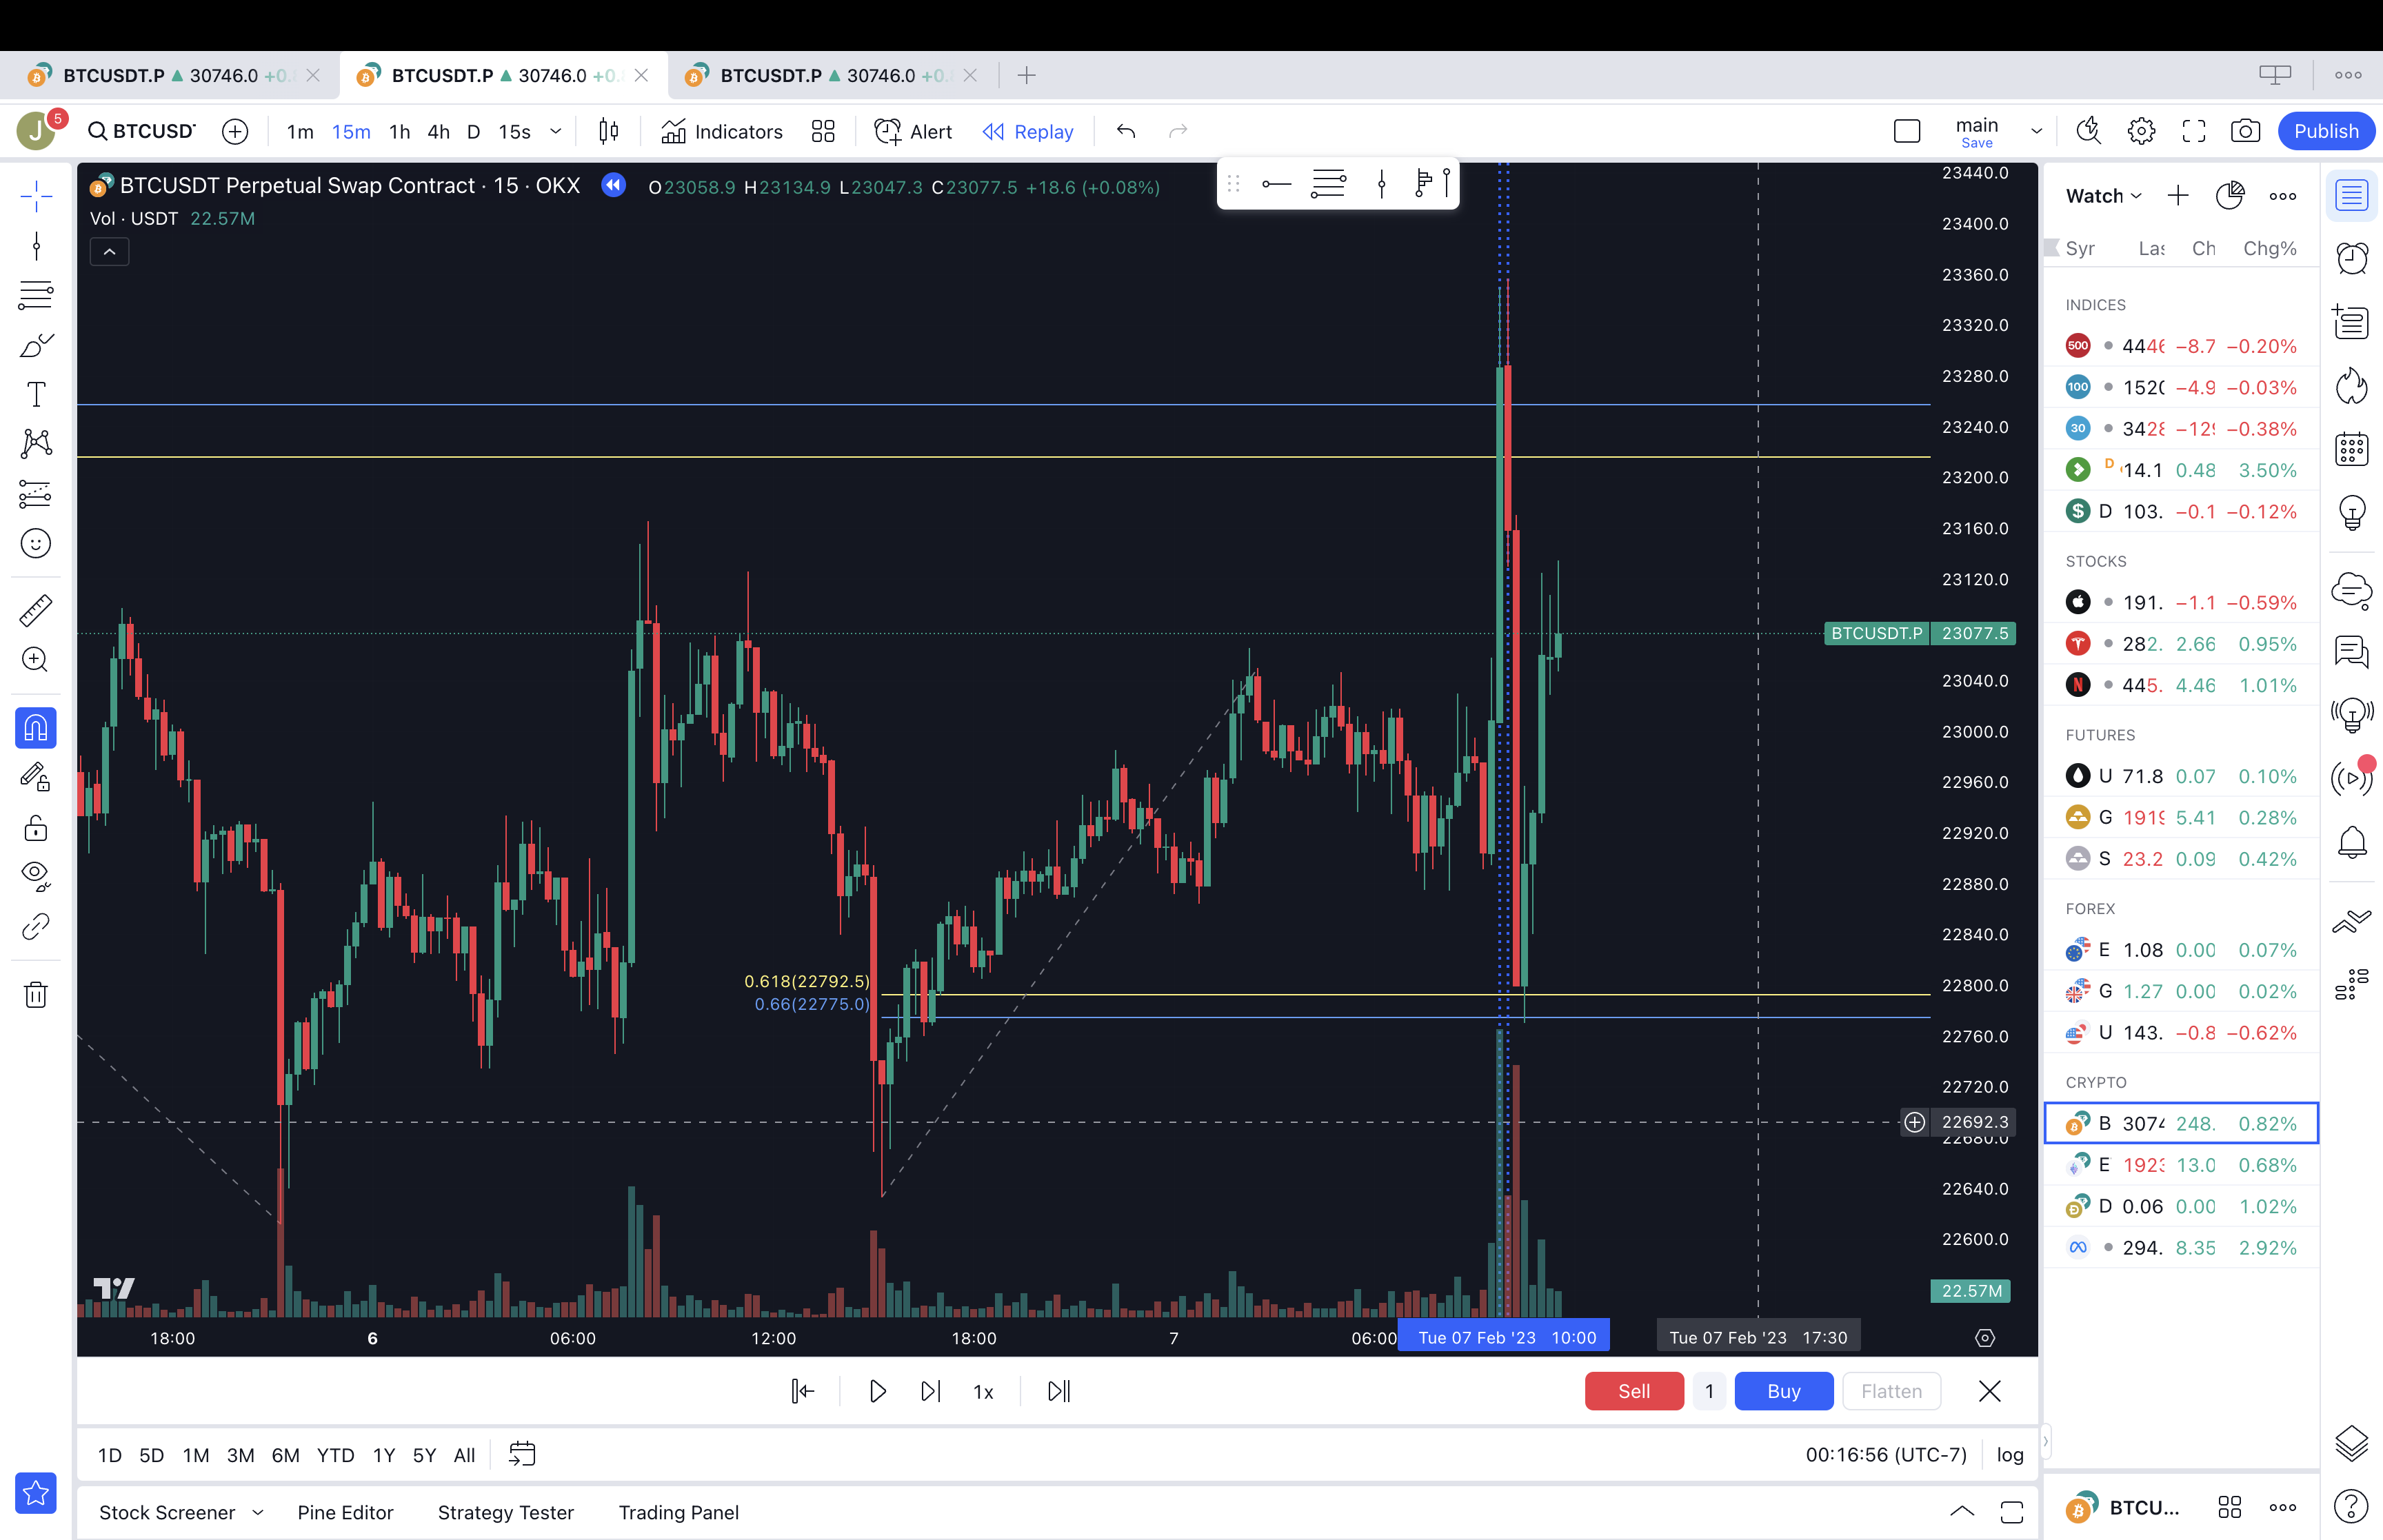 BTCUSDT.P ▲ 30746.0 +0. BTCUSDT.P ▲ 30746.0 +0. BTCUSDT.P ▲ 30746.0 +0.
J 5 BTCUSD 1m 15m 1h 4h D 15s Indicators Alert Replay main Save Publish
BTCUSDT Perpetual Swap Contract · 15 · OKX O23058.9 H23134.9 L23047.3 C23077.5 +18.6 (+0.08%)
Vol · USDT 22.57M
23440.0
23400.0
23360.0
23320.0
23280.0
23240.0
23200.0
23160.0
23120.0
BTCUSDT.P 23077.5
23040.0
23000.0
22960.0
22920.0
22880.0
22840.0
0.618(22792.5)
22800.0
0.66(22775.0)
22760.0
22720.0
22692.3
22680.0
22640.0
22600.0
22.57M
18:00 6 06:00 12:00 18:00 7 06:00 Tue 07 Feb '23 10:00 Tue 07 Feb '23 17:30
1x Sell 1 Buy Flatten
1D 5D 1M 3M 6M YTD 1Y 5Y All 00:16:56 (UTC-7) log
Stock Screener Pine Editor Strategy Tester Trading Panel
Watch
Syr Las Ch Chg%
INDICES
500 4446 −8.7 −0.20%
100 1520 −4.9 −0.03%
30 3428 −129 −0.38%
D 14.1 0.48 3.50%
$ D 103. −0.1 −0.12%
STOCKS
191. −1.1 −0.59%
282. 2.66 0.95%
N 445. 4.46 1.01%
FUTURES
U 71.8 0.07 0.10%
G 1919 5.41 0.28%
S 23.2 0.09 0.42%
FOREX
E 1.08 0.00 0.07%
G 1.27 0.00 0.02%
U 143. −0.8 −0.62%
CRYPTO
B 3074 248. 0.82%
E 1923 13.0 0.68%
D 0.06 0.00 1.02%
294. 8.35 2.92%
BTCU...